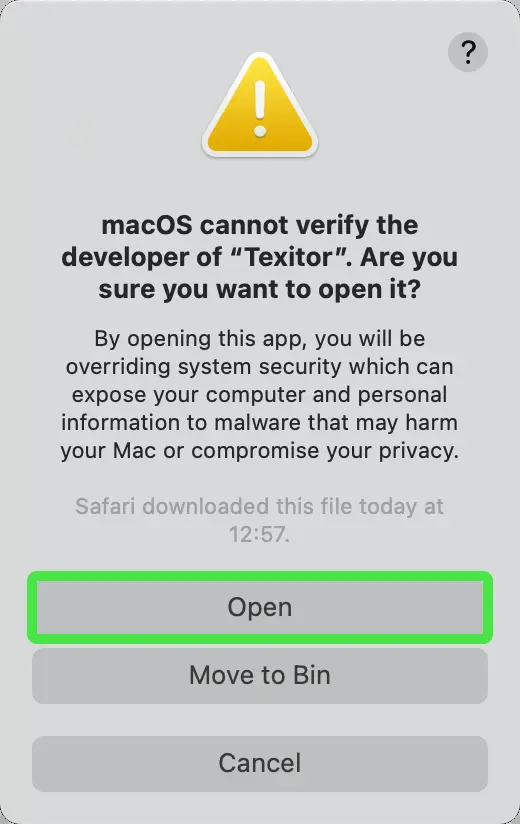 ?
macOS cannot verify the
developer of “Texitor”. Are you
sure you want to open it?
By opening this app, you will be
overriding system security which can
expose your computer and personal
information to malware that may harm
your Mac or compromise your privacy.
Safari downloaded this file today at
12:57.
Open
Move to Bin
Cancel